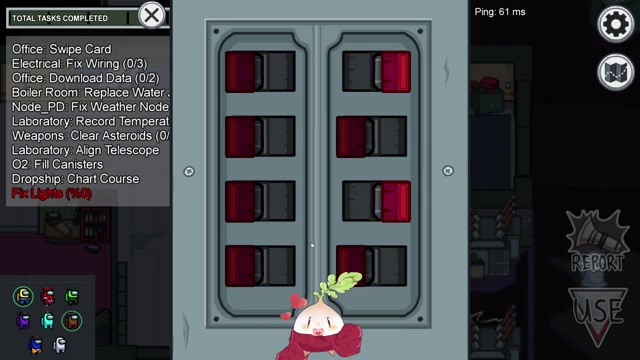 TOTAL TASKS COMPLETED
Ping: 61 ms
Office: Swipe Card
Electrical: Fix Wiring (0/3)
Office: Download Data (0/2)
Boiler Room: Replace Water
Node_PD: Fix Weather Node
Laboratory: Record Temperat
Weapons: Clear Asteroids (0/
Laboratory: Align Telescope
O2: Fill Canisters
Dropship: Chart Course
Fix Lights (%0)
REPORT
USE